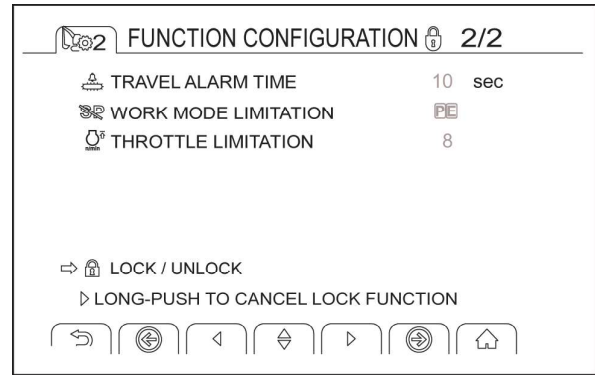 2 FUNCTION CONFIGURATION 2/2
TRAVEL ALARM TIME 10 sec
WORK MODE LIMITATION PE
n/min THROTTLE LIMITATION 8
LOCK / UNLOCK
LONG-PUSH TO CANCEL LOCK FUNCTION